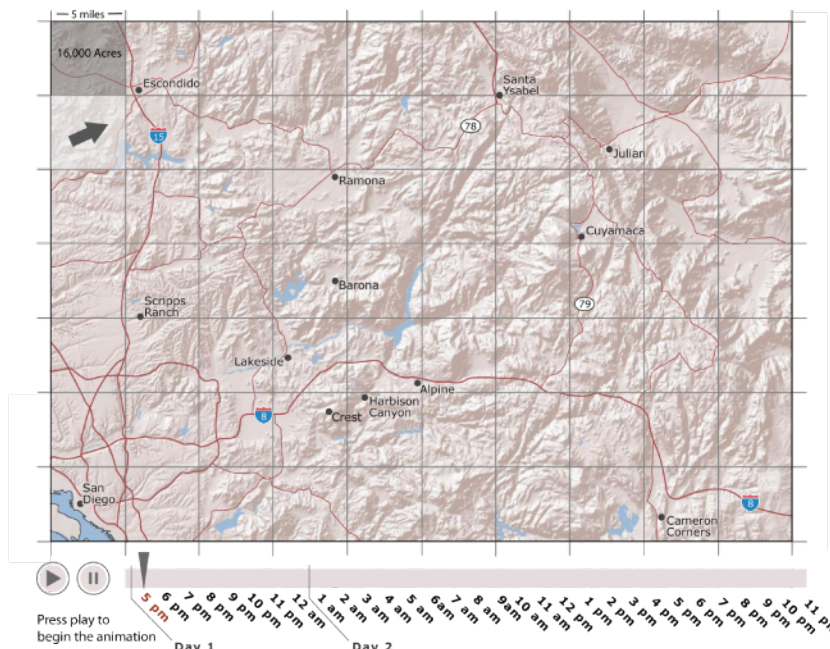 5 miles
16,000 Acres
Escondido
Santa
Ysabel
15
78
Julian
Ramona
Cuyamaca
Barona
Scripps
Ranch
79
Lakeside
Alpine
Harbison
Canyon
Crest
8
San
Diego
8
Cameron
Corners
5 pm 6 pm 7 pm 8 pm 9 pm 10 pm 11 pm 12 am 1 am 2 am 3 am 4 am 5 am 6 am 7 am 8 am 9am 10 am 11 am 12 pm 1 pm 2 pm 3 pm 4 pm 5 pm 6 pm 7 pm 8 pm 9 pm 10 pm 11 pm
Press play to
begin the animation
Day 1
Day 2